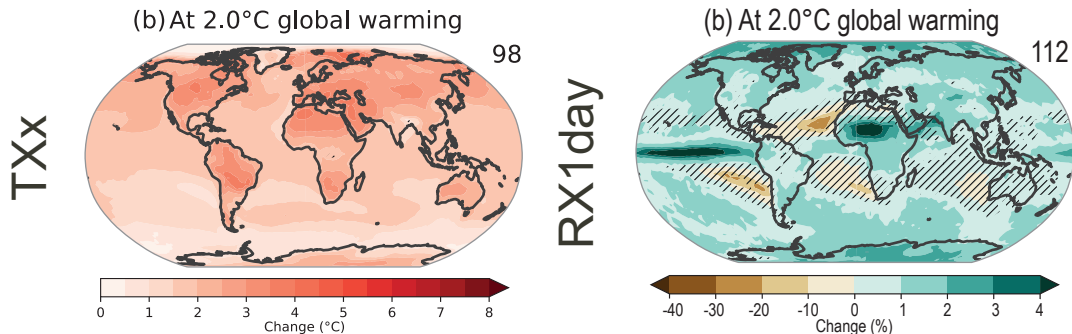 (b) At 2.0°C global warming
98
TXx
0 1 2 3 4 5 6 7 8
Change (°C)
(b) At 2.0°C global warming
112
RX1day
-40 -30 -20 -10 0 1 2 3 4
Change (%)